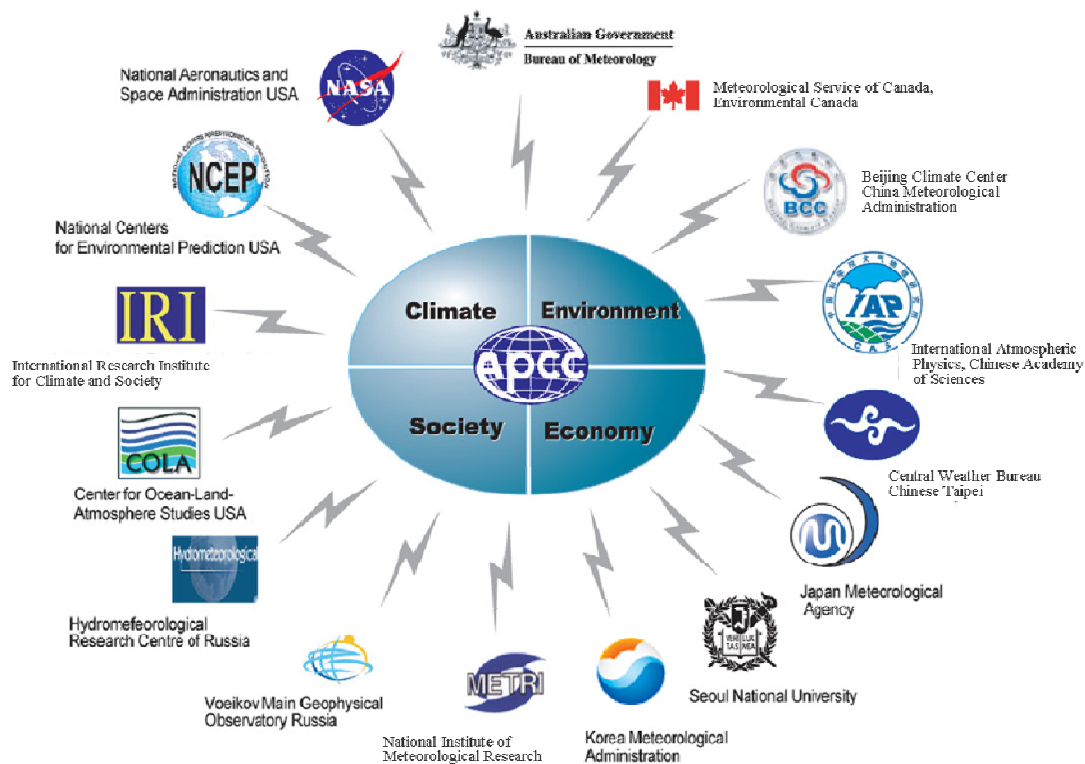 Australian Government
Bureau of Meteorology
National Aeronautics and
Space Administration USA
NASA
Meteorological Service of Canada,
Environmental Canada
NCEP
National Centers
for Environmental Prediction USA
BCC
Beijing Climate Center
China Meteorological
Administration
IRI
International Research Institute
for Climate and Society
Climate
Environment
apcc
Society
Economy
IAP
CAS
International Atmospheric
Physics, Chinese Academy
of Sciences
COLA
Center for Ocean-Land-
Atmosphere Studies USA
Central Weather Bureau
Chinese Taipei
Hydrometeorological
Hydromefeorological
Research Centre of Russia
Japan Meteorological
Agency
Voeikov Main Geophysical
Observatory Russia
METRI
National Institute of
Meteorological Research
Korea Meteorological
Administration
VERI LUX
TAS MEA
Seoul National University